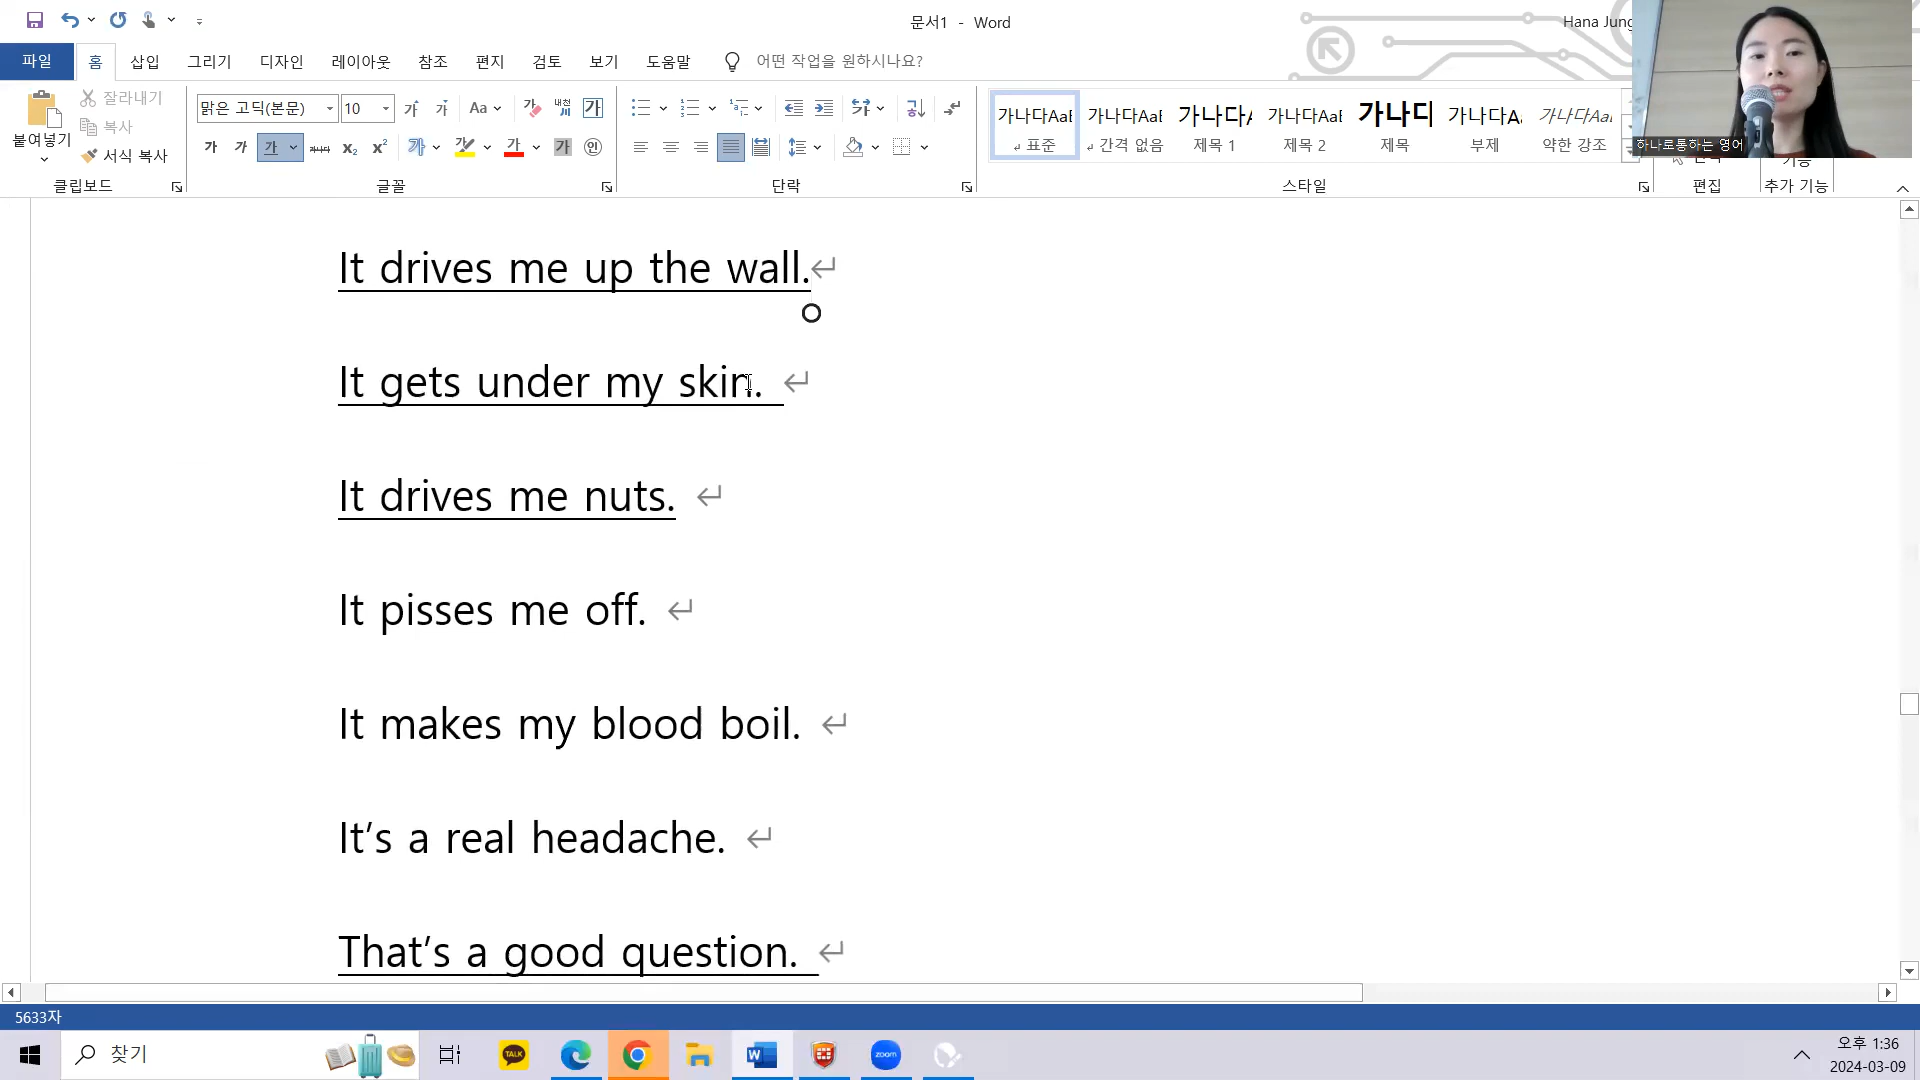 문서1 - Word
Hana Jung
파일 홈 삽입 그리기 디자인 레이아웃 참조 편지 검토 보기 도움말 어떤 작업을 원하시나요?
붙여넣기 잘라내기 복사 서식 복사
클립보드
맑은 고딕(본문) 10
글꼴
단락
가나다AaB 가나다AaB 가나다A 가나다AaB 가나다 가나다Aa 가나다Aa
표준 간격 없음 제목 1 제목 2 제목 부제 약한 강조
스타일
편집
추가 기능
하나로통하는 영어
It drives me up the wall.
It gets under my skin.
It drives me nuts.
It pisses me off.
It makes my blood boil.
It’s a real headache.
That’s a good question.
5633자
찾기
TALK
zoom
오후 1:36
2024-03-09